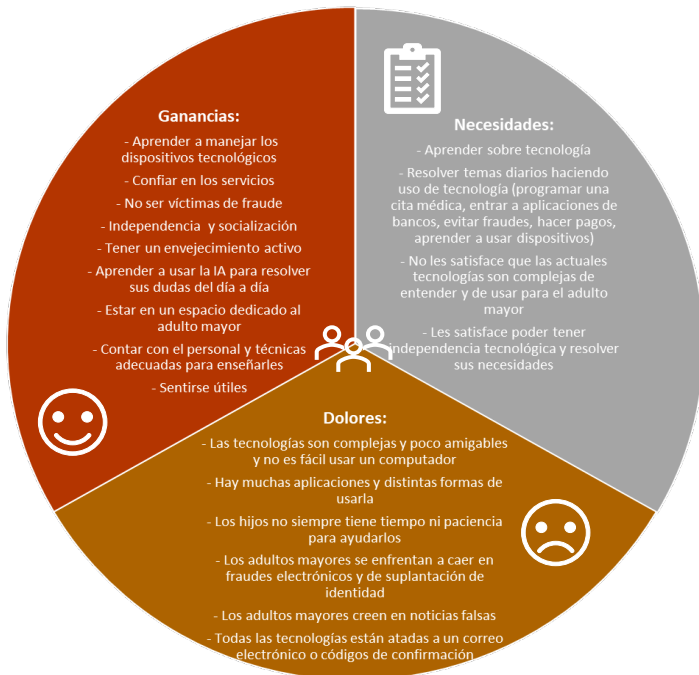 Ganancias:
- Aprender a manejar los
dispositivos tecnológicos
- Confiar en los servicios
- No ser víctimas de fraude
- Independencia y socialización
- Tener un envejecimiento activo
- Aprender a usar la IA para resolver
sus dudas del día a día
- Estar en un espacio dedicado al
adulto mayor
- Contar con el personal y técnicas
adecuadas para enseñarles
- Sentirse útiles
Necesidades:
- Aprender sobre tecnología
- Resolver temas diarios haciendo
uso de tecnología (programar una
cita médica, entrar a aplicaciones de
bancos, evitar fraudes, hacer pagos,
aprender a usar dispositivos)
- No les satisface que las actuales
tecnologías son complejas de
entender y de usar para el adulto
mayor
- Les satisface poder tener
independencia tecnológica y resolver
sus necesidades
Dolores:
- Las tecnologías son complejas y poco amigables
y no es fácil usar un computador
- Hay muchas aplicaciones y distintas formas de
usarla
- Los hijos no siempre tiene tiempo ni paciencia
para ayudarlos
- Los adultos mayores se enfrentan a caer en
fraudes electrónicos y de suplantación de
identidad
- Los adultos mayores creen en noticias falsas
- Todas las tecnologías están atadas a un correo
electrónico o códigos de confirmación